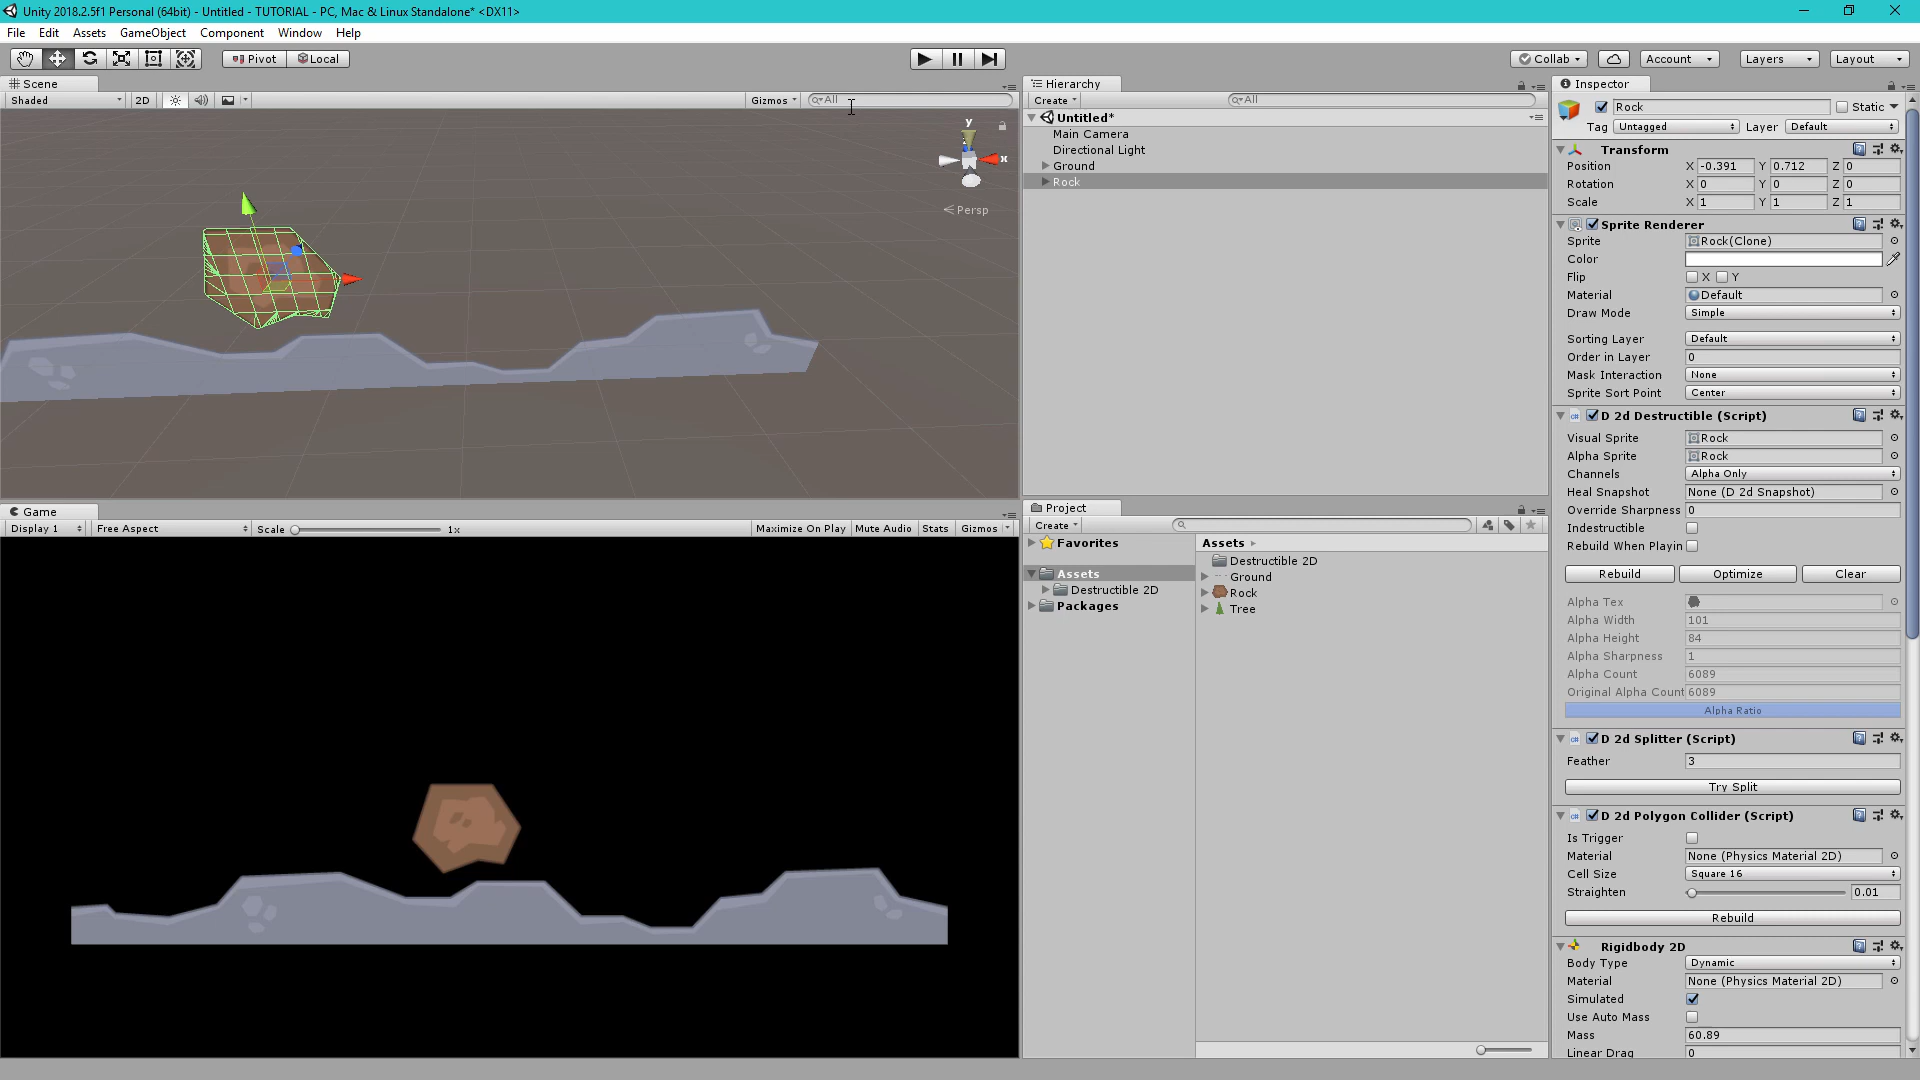 Unity 2018.2.5f1 Personal (64bit) - Untitled - TUTORIAL - PC, Mac & Linux Standalone* <DX11>
File Edit Assets GameObject Component Window Help
Pivot Local
Collab Account Layers Layout
Scene
Shaded 2D Gizmos All
y
x
Persp
Game
Display 1 Free Aspect Scale 1x Maximize On Play Mute Audio Stats Gizmos
Hierarchy
Create All
Untitled*
Main Camera
Directional Light
Ground
Rock
Project
Create
Favorites
Assets
Destructible 2D
Packages
Assets
Destructible 2D
Ground
Rock
Tree
Inspector
Rock Static
Tag Untagged Layer Default
Transform
Position X -0.391 Y 0.712 Z 0
Rotation X 0 Y 0 Z 0
Scale X 1 Y 1 Z 1
Sprite Renderer
Sprite Rock(Clone)
Color
Flip X Y
Material Default
Draw Mode Simple
Sorting Layer Default
Order in Layer 0
Mask Interaction None
Sprite Sort Point Center
D 2d Destructible (Script)
Visual Sprite Rock
Alpha Sprite Rock
Channels Alpha Only
Heal Snapshot None (D 2d Snapshot)
Override Sharpness 0
Indestructible
Rebuild When Playin
Rebuild Optimize Clear
Alpha Tex
Alpha Width 101
Alpha Height 84
Alpha Sharpness 1
Alpha Count 6089
Original Alpha Count 6089
Alpha Ratio
D 2d Splitter (Script)
Feather 3
Try Split
D 2d Polygon Collider (Script)
Is Trigger
Material None (Physics Material 2D)
Cell Size Square 16
Straighten 0.01
Rebuild
Rigidbody 2D
Body Type Dynamic
Material None (Physics Material 2D)
Simulated
Use Auto Mass
Mass 60.89
Linear Drag 0